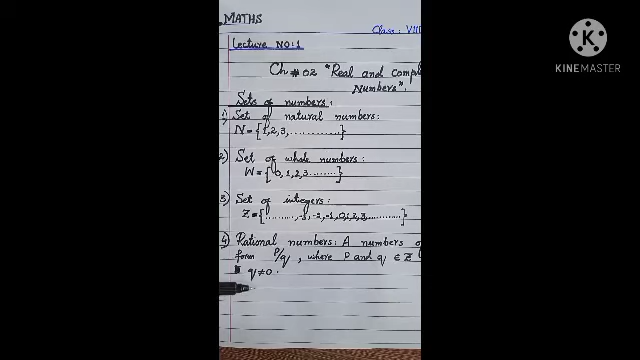 MATHS
Class: VIII
Lecture NO:1
Ch # 02 "Real and Compl
Numbers".
Sets of numbers:
1) Set of natural numbers:
N = {1,2,3,...............}
2) Set of whole numbers:
W = {0,1,2,3........}
3) Set of integers:
Z = {.........,-3,-2,-1,0,1,2,3,..........}
4) Rational numbers: A numbers o
form P/q, where P and q ∈ Z
q ≠ 0.
KINEMASTER